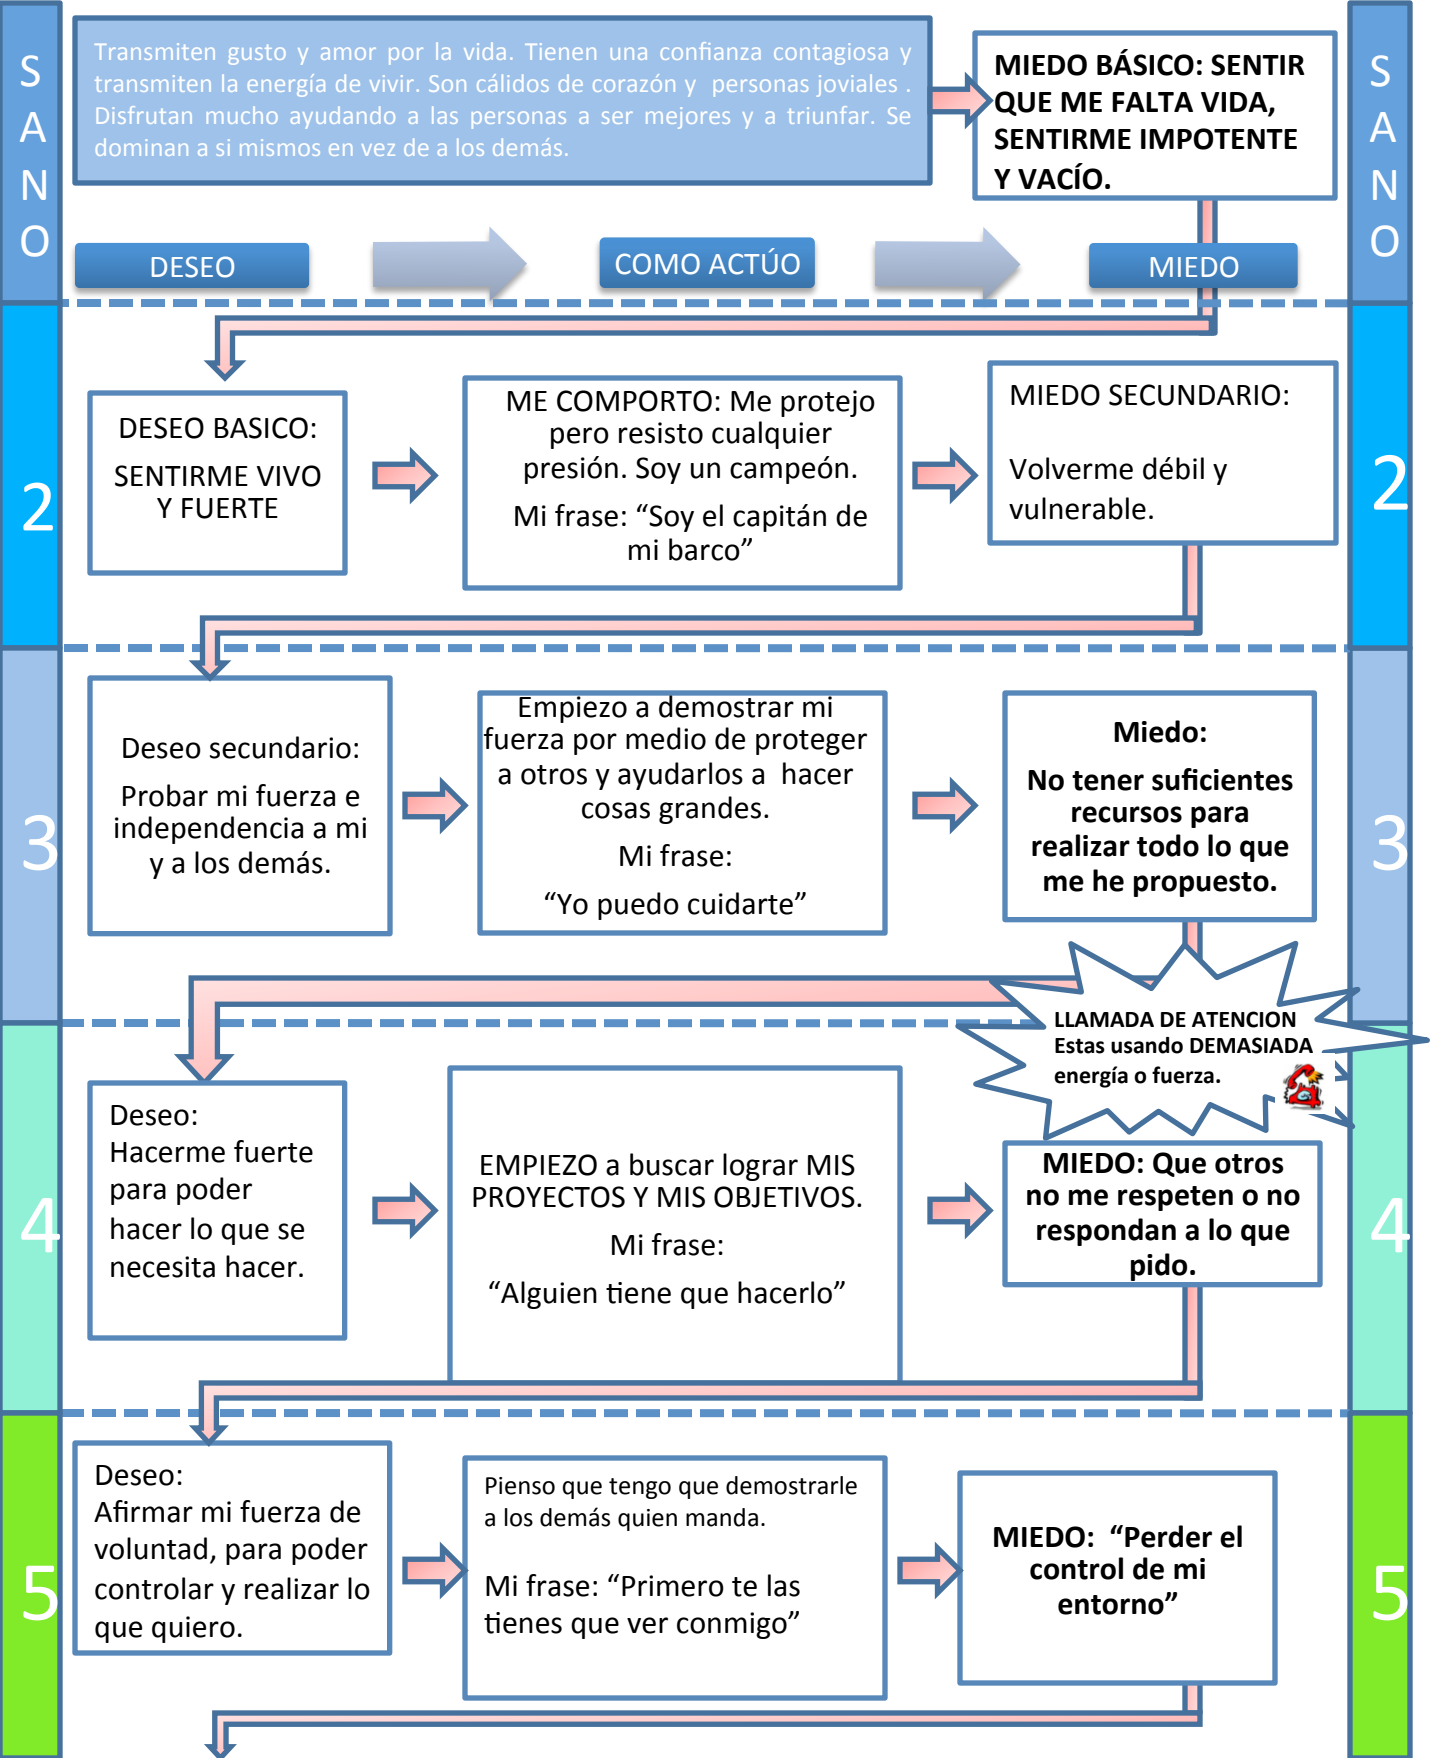 S
A
N
O
Transmiten gusto y amor por la vida. Tienen una confianza contagiosa y
transmiten la energía de vivir. Son cálidos de corazón y personas joviales .
Disfrutan mucho ayudando a las personas a ser mejores y a triunfar. Se
dominan a si mismos en vez de a los demás.
MIEDO BÁSICO: SENTIR
QUE ME FALTA VIDA,
SENTIRME IMPOTENTE
Y VACÍO.
S
A
N
O
DESEO
COMO ACTÚO
MIEDO
2
DESEO BASICO:
SENTIRME VIVO
Y FUERTE
ME COMPORTO: Me protejo
pero resisto cualquier
presión. Soy un campeón.
Mi frase: “Soy el capitán de
mi barco”
MIEDO SECUNDARIO:
Volverme débil y
vulnerable.
2
3
Deseo secundario:
Probar mi fuerza e
independencia a mi
y a los demás.
Empiezo a demostrar mi
fuerza por medio de proteger
a otros y ayudarlos a hacer
cosas grandes.
Mi frase:
“Yo puedo cuidarte”
Miedo:
No tener suficientes
recursos para
realizar todo lo que
me he propuesto.
3
LLAMADA DE ATENCION
Estas usando DEMASIADA
energía o fuerza.
4
Deseo:
Hacerme fuerte
para poder
hacer lo que se
necesita hacer.
EMPIEZO a buscar lograr MIS
PROYECTOS Y MIS OBJETIVOS.
Mi frase:
“Alguien tiene que hacerlo”
MIEDO: Que otros
no me respeten o no
respondan a lo que
pido.
4
5
Deseo:
Afirmar mi fuerza de
voluntad, para poder
controlar y realizar lo
que quiero.
Pienso que tengo que demostrarle
a los demás quien manda.
Mi frase: “Primero te las
tienes que ver conmigo”
MIEDO: “Perder el
control de mi
entorno”
5